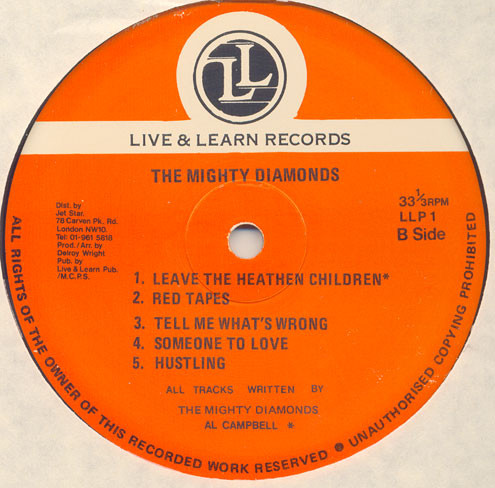 LL
LIVE & LEARN RECORDS
THE MIGHTY DIAMONDS
Dist. by
Jet Star.
78 Carven Pk. Rd.
London NW10.
Tel: 01-961 5818
Prod./Arr. by
Delroy Wright
Pub. by
Live & Learn Pub.
/M.C.P.S.
33 1/3 RPM
LLP 1
B Side
1. LEAVE THE HEATHEN CHILDREN*
2. RED TAPES
3. TELL ME WHAT'S WRONG
4. SOMEONE TO LOVE
5. HUSTLING
ALL TRACKS WRITTEN BY
THE MIGHTY DIAMONDS
AL CAMPBELL *
ALL RIGHTS OF THE OWNER OF THIS RECORDED WORK RESERVED ● UNAUTHORISED COPYING PROHIBITED